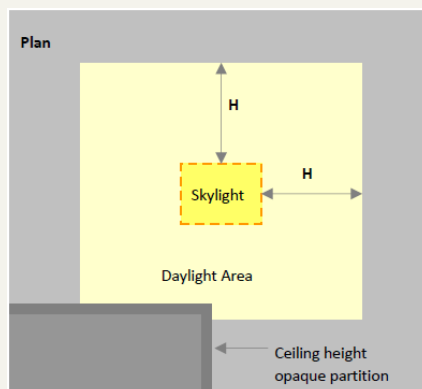 Plan
H
Skylight
H
Daylight Area
Ceiling height
opaque partition